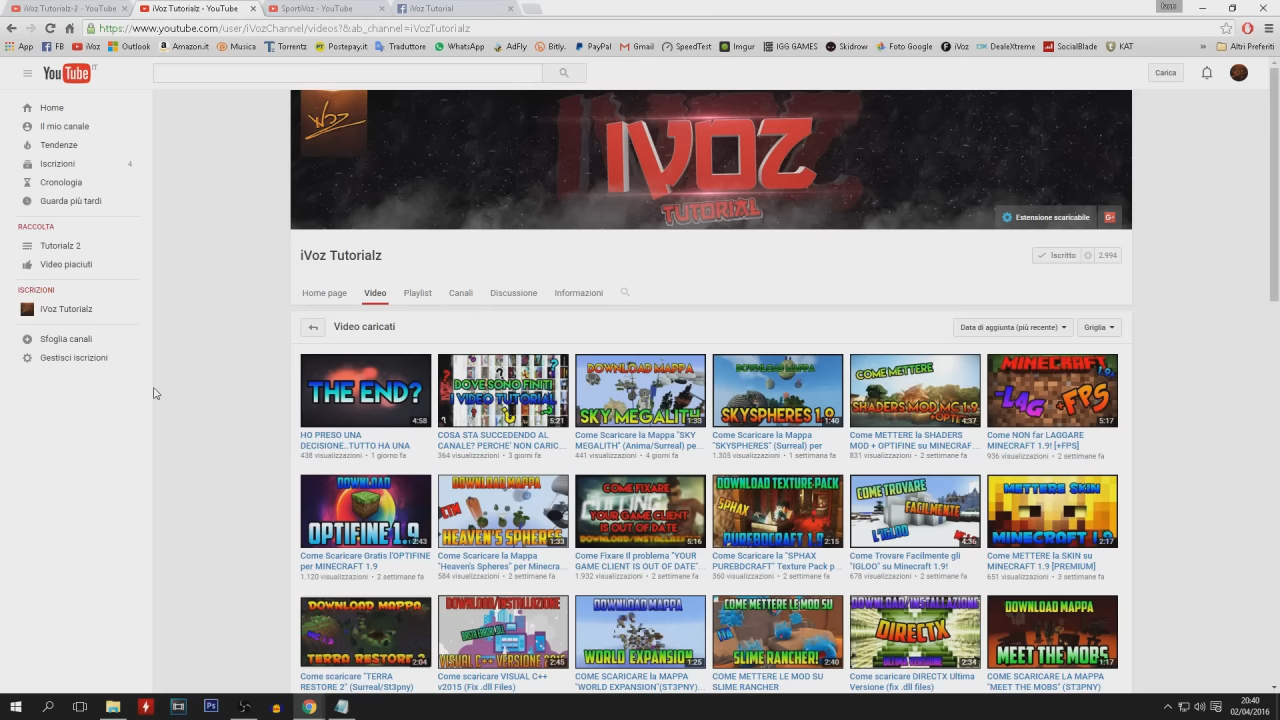 iVoz Tutorialz-2 - YouTube
iVoz Tutorialz - YouTube
SportiVoz - YouTube
iVoz Tutorial
https://www.youtube.com/user/iVozChannel/videos?&ab_channel=iVozTutorialz
App FB iVoz Outlook Amazon.it Musica Torrentz Postepay.it Traduttore WhatsApp AdFly Bitly. PayPal Gmail SpeedTest Imgur IGG GAMES Skidrow Foto Google iVoz DealeXtreme SocialBlade KAT Altri Preferiti
YouTube IT
Carica
Home
Il mio canale
Tendenze
Iscrizioni 4
Cronologia
Guarda più tardi
RACCOLTA
Tutorialz 2
Video piaciuti
ISCRIZIONI
iVoz Tutorialz
Sfoglia canali
Gestisci iscrizioni
iVOZ
TUTORIAL
Estensione scaricabile
iVoz Tutorialz
Iscritto 2.994
Home page Video Playlist Canali Discussione Informazioni
Video caricati
Data di aggiunta (più recente)
Griglia
THE END?
4:58
HO PRESO UNA
DECISIONE..TUTTO HA UNA
438 visualizzazioni • 1 giorno fa
DOVE SONO FINITI
I VIDEO TUTORIAL
5:21
COSA STA SUCCEDENDO AL
CANALE? PERCHE' NON CARIC...
364 visualizzazioni • 3 giorni fa
DOWNLOAD MAPPA
SKY MEGALITH
1:33
Come Scaricare la Mappa "SKY
MEGALITH" (Anima/Surreal) pe...
441 visualizzazioni • 4 giorni fa
DOWNLOAD MAPPA
SKYSPHERES 1.9
1:40
Come Scaricare la Mappa
"SKYSPHERES" (Surreal) per
1.305 visualizzazioni • 1 settimana fa
COME METTERE
SHADERS MOD MC 1.9
4:37
Come METTERE la SHADERS
MOD + OPTIFINE su MINECRAF...
831 visualizzazioni • 2 settimane fa
MINECRAFT 1.9
-LAG + FPS
5:17
Come NON far LAGGARE
MINECRAFT 1.9! [+FPS]
936 visualizzazioni • 2 settimane fa
DOWNLOAD
OPTIFINE 1.9
2:43
Come Scaricare Gratis l'OPTIFINE
per MINECRAFT 1.9
1.120 visualizzazioni • 2 settimane fa
DOWNLOAD MAPPA
CTM
HEAVEN'S SPHERES
1:33
Come Scaricare la Mappa
"Heaven's Spheres" per Minecra...
584 visualizzazioni • 2 settimane fa
COME FIXARE
YOUR GAME CLIENT
IS OUT OF DATE
5:16
Come Fixare Il problema "YOUR
GAME CLIENT IS OUT OF DATE"...
1.932 visualizzazioni • 2 settimane fa
DOWNLOAD TEXTURE PACK
SPHAX
PUREBDCRAFT 1.9
2:15
Come Scaricare la "SPHAX
PUREBDCRAFT" Texture Pack p...
360 visualizzazioni • 2 settimane fa
COME TROVARE
FACILMENTE
L'IGLOO
4:36
Come Trovare Facilmente gli
"IGLOO" su Minecraft 1.9!
678 visualizzazioni • 2 settimane fa
METTERE SKIN
MINECRAFT 1.9
2:17
Come METTERE la SKIN su
MINECRAFT 1.9 [PREMIUM]
651 visualizzazioni • 3 settimane fa
DOWNLOAD MAPPA
TERRA RESTORE 2
2:04
Come scaricare "TERRA
RESTORE 2" (Surreal/St3pny)
DOWNLOAD/INSTALLAZIONE
BASTA ERRORI .DLL
2:45
Come scaricare VISUAL C++
v2015 (Fix .dll Files)
DOWNLOAD MAPPA
WORLD EXPANSION
1:25
COME SCARICARE la MAPPA
"WORLD EXPANSION"(ST3PNY)...
COME METTERE LE MOD SU
ITA
SLIME RANCHER!
2:40
COME METTERE LE MOD SU
SLIME RANCHER
DOWNLOAD/INSTALLAZIONE
DIRECTX
ULTIMA VERSIONE
2:34
Come scaricare DIRECTX Ultima
Versione (fix .dll files)
DOWNLOAD MAPPA
MEET THE MOBS
1:17
COME SCARICARE LA MAPPA
"MEET THE MOBS" (ST3PNY)
20:40
02/04/2016